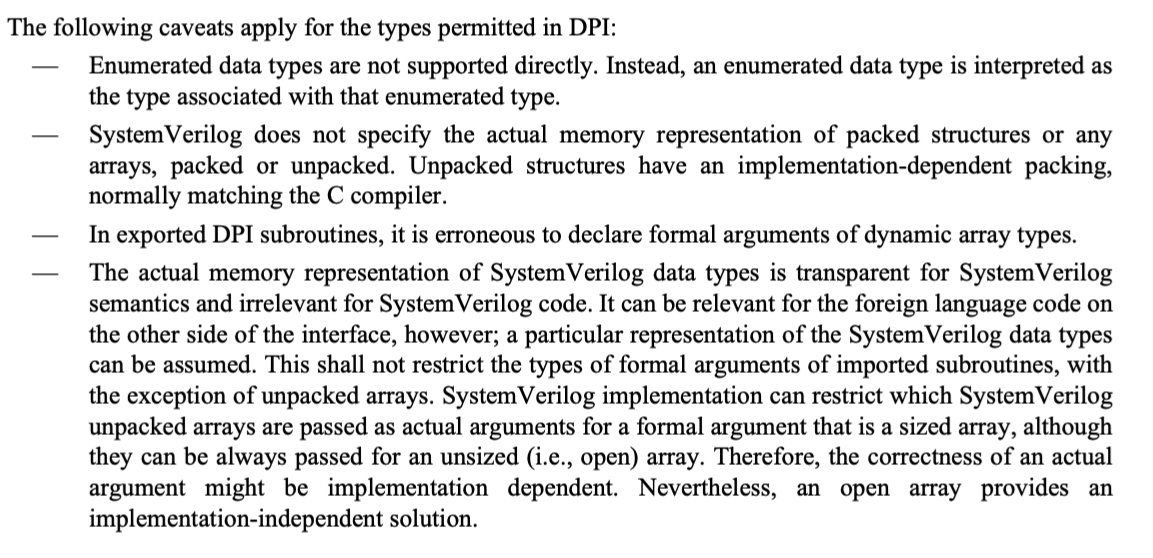 The following caveats apply for the types permitted in DPI:
— Enumerated data types are not supported directly. Instead, an enumerated data type is interpreted as
the type associated with that enumerated type.
— SystemVerilog does not specify the actual memory representation of packed structures or any
arrays, packed or unpacked. Unpacked structures have an implementation-dependent packing,
normally matching the C compiler.
— In exported DPI subroutines, it is erroneous to declare formal arguments of dynamic array types.
— The actual memory representation of SystemVerilog data types is transparent for SystemVerilog
semantics and irrelevant for SystemVerilog code. It can be relevant for the foreign language code on
the other side of the interface, however; a particular representation of the SystemVerilog data types
can be assumed. This shall not restrict the types of formal arguments of imported subroutines, with
the exception of unpacked arrays. SystemVerilog implementation can restrict which SystemVerilog
unpacked arrays are passed as actual arguments for a formal argument that is a sized array, although
they can be always passed for an unsized (i.e., open) array. Therefore, the correctness of an actual
argument might be implementation dependent. Nevertheless, an open array provides an
implementation-independent solution.